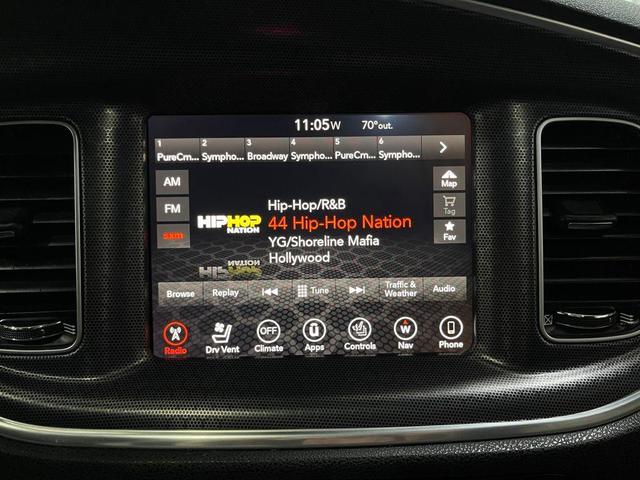 11:05W 70°out.
1 2 3 4 5 6
PureCm... Sympho... Broadway Sympho... PureCm... Sympho...
AM
Map
Hip-Hop/R&B
FM
HIPHOP NATION
44 Hip-Hop Nation
Tag
sxm
YG/Shoreline Mafia
Fav
Hollywood
Browse Replay Tune Traffic & Weather Audio
OFF W
Radio Drv Vent Climate Apps Controls Nav Phone